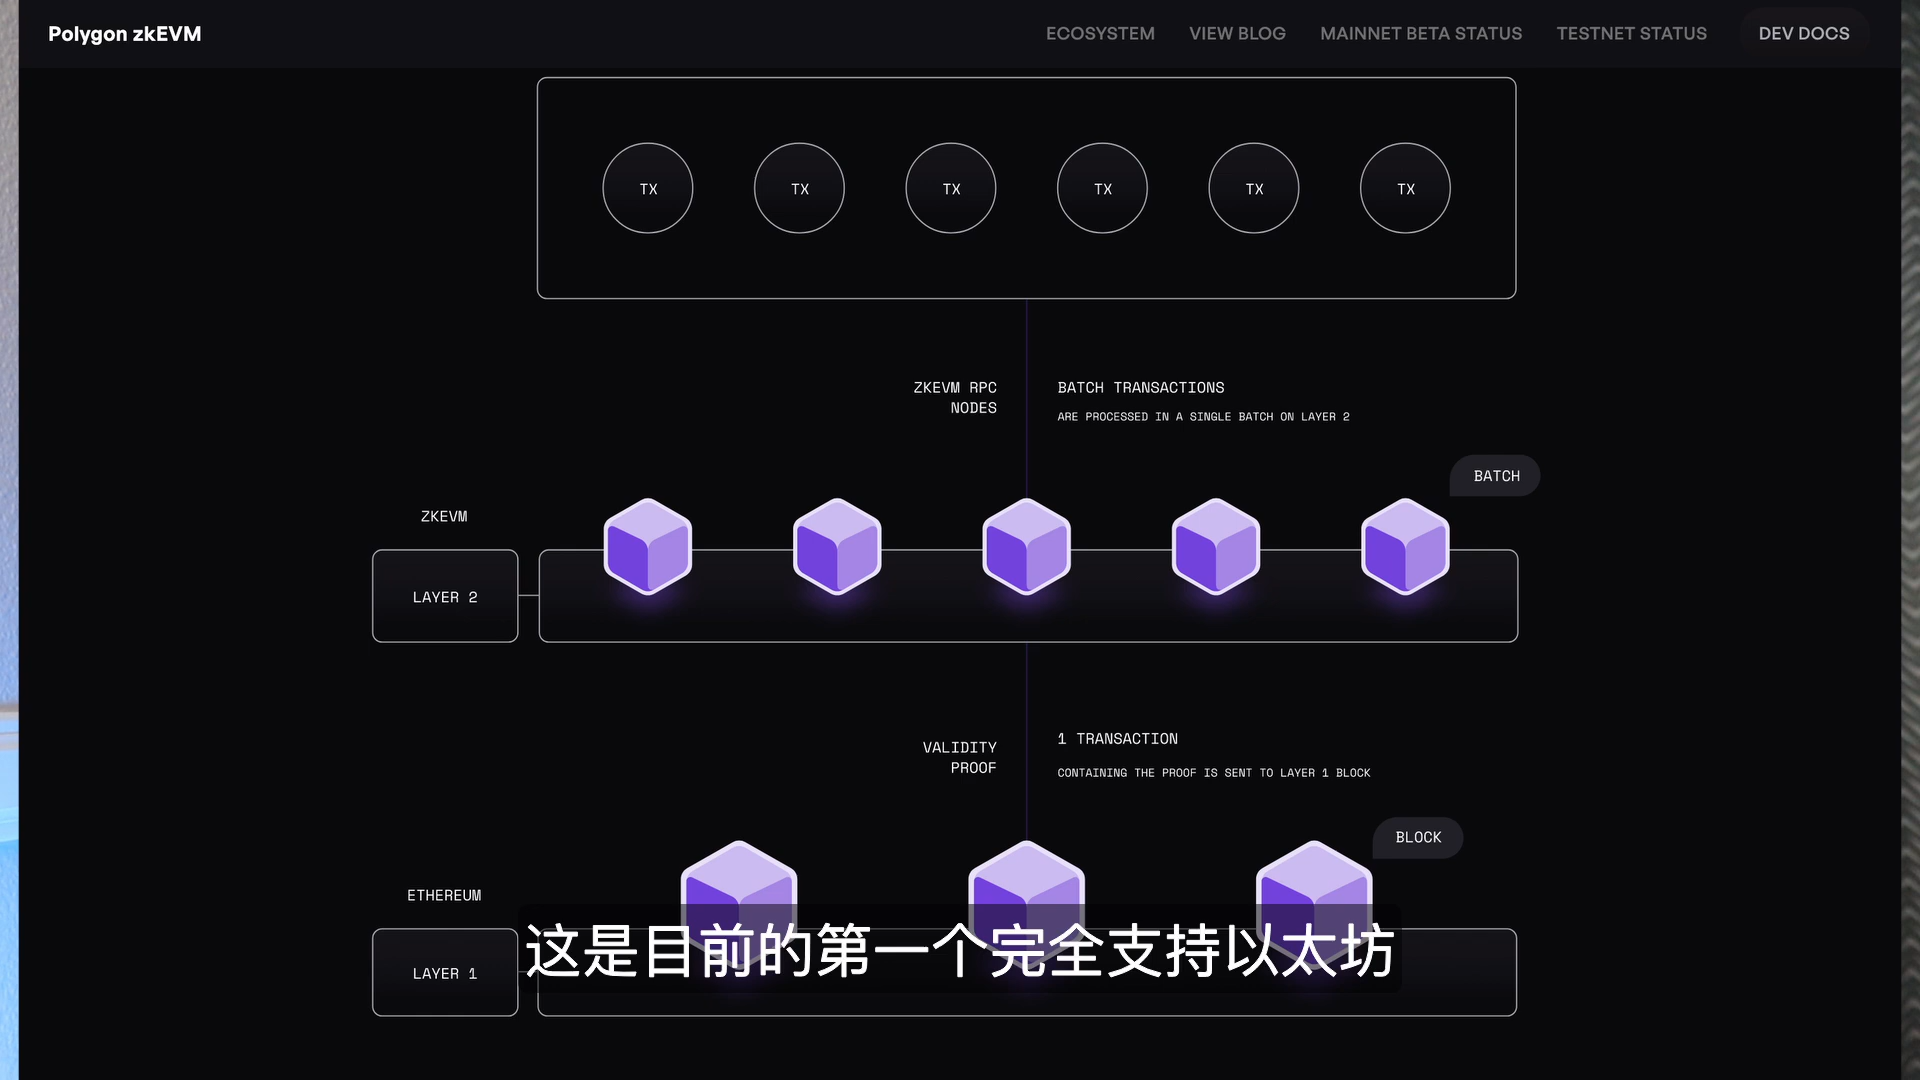 Polygon zkEVM
ECOSYSTEM VIEW BLOG MAINNET BETA STATUS TESTNET STATUS DEV DOCS
TX TX TX TX TX TX
ZKEVM RPC
NODES
BATCH TRANSACTIONS
ARE PROCESSED IN A SINGLE BATCH ON LAYER 2
BATCH
ZKEVM
LAYER 2
VALIDITY
PROOF
1 TRANSACTION
CONTAINING THE PROOF IS SENT TO LAYER 1 BLOCK
BLOCK
ETHEREUM
LAYER 1
这是目前的第一个完全支持以太坊